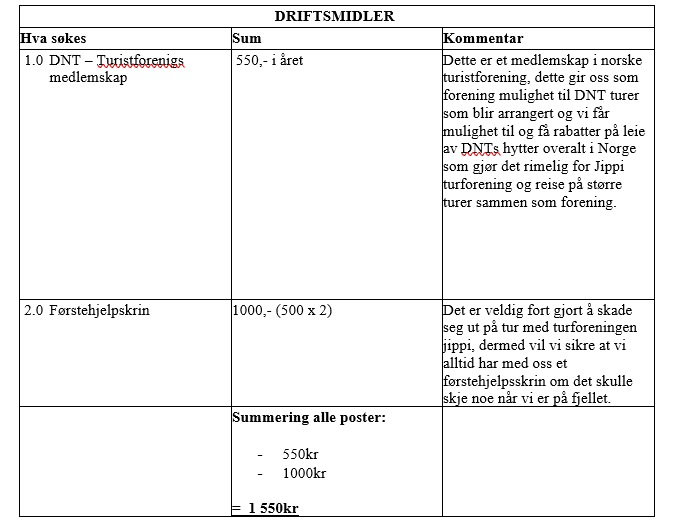 DRIFTSMIDLER
Hva søkes Sum Kommentar
1.0 DNT – Turistforenigs
medlemskap
550,- i året
Dette er et medlemskap i norske
turistforening, dette gir oss som
forening mulighet til DNT turer
som blir arrangert og vi får
mulighet til og få rabatter på leie
av DNTs hytter overalt i Norge
som gjør det rimelig for Jippi
turforening og reise på større
turer sammen som forening.
2.0 Førstehjelpskrin
1000,- (500 x 2)
Det er veldig fort gjort å skade
seg ut på tur med turforeningen
jippi, dermed vil vi sikre at vi
alltid har med oss et
førstehjelpsskrin om det skulle
skje noe når vi er på fjellet.
Summering alle poster:
- 550kr
- 1000kr
= 1 550kr